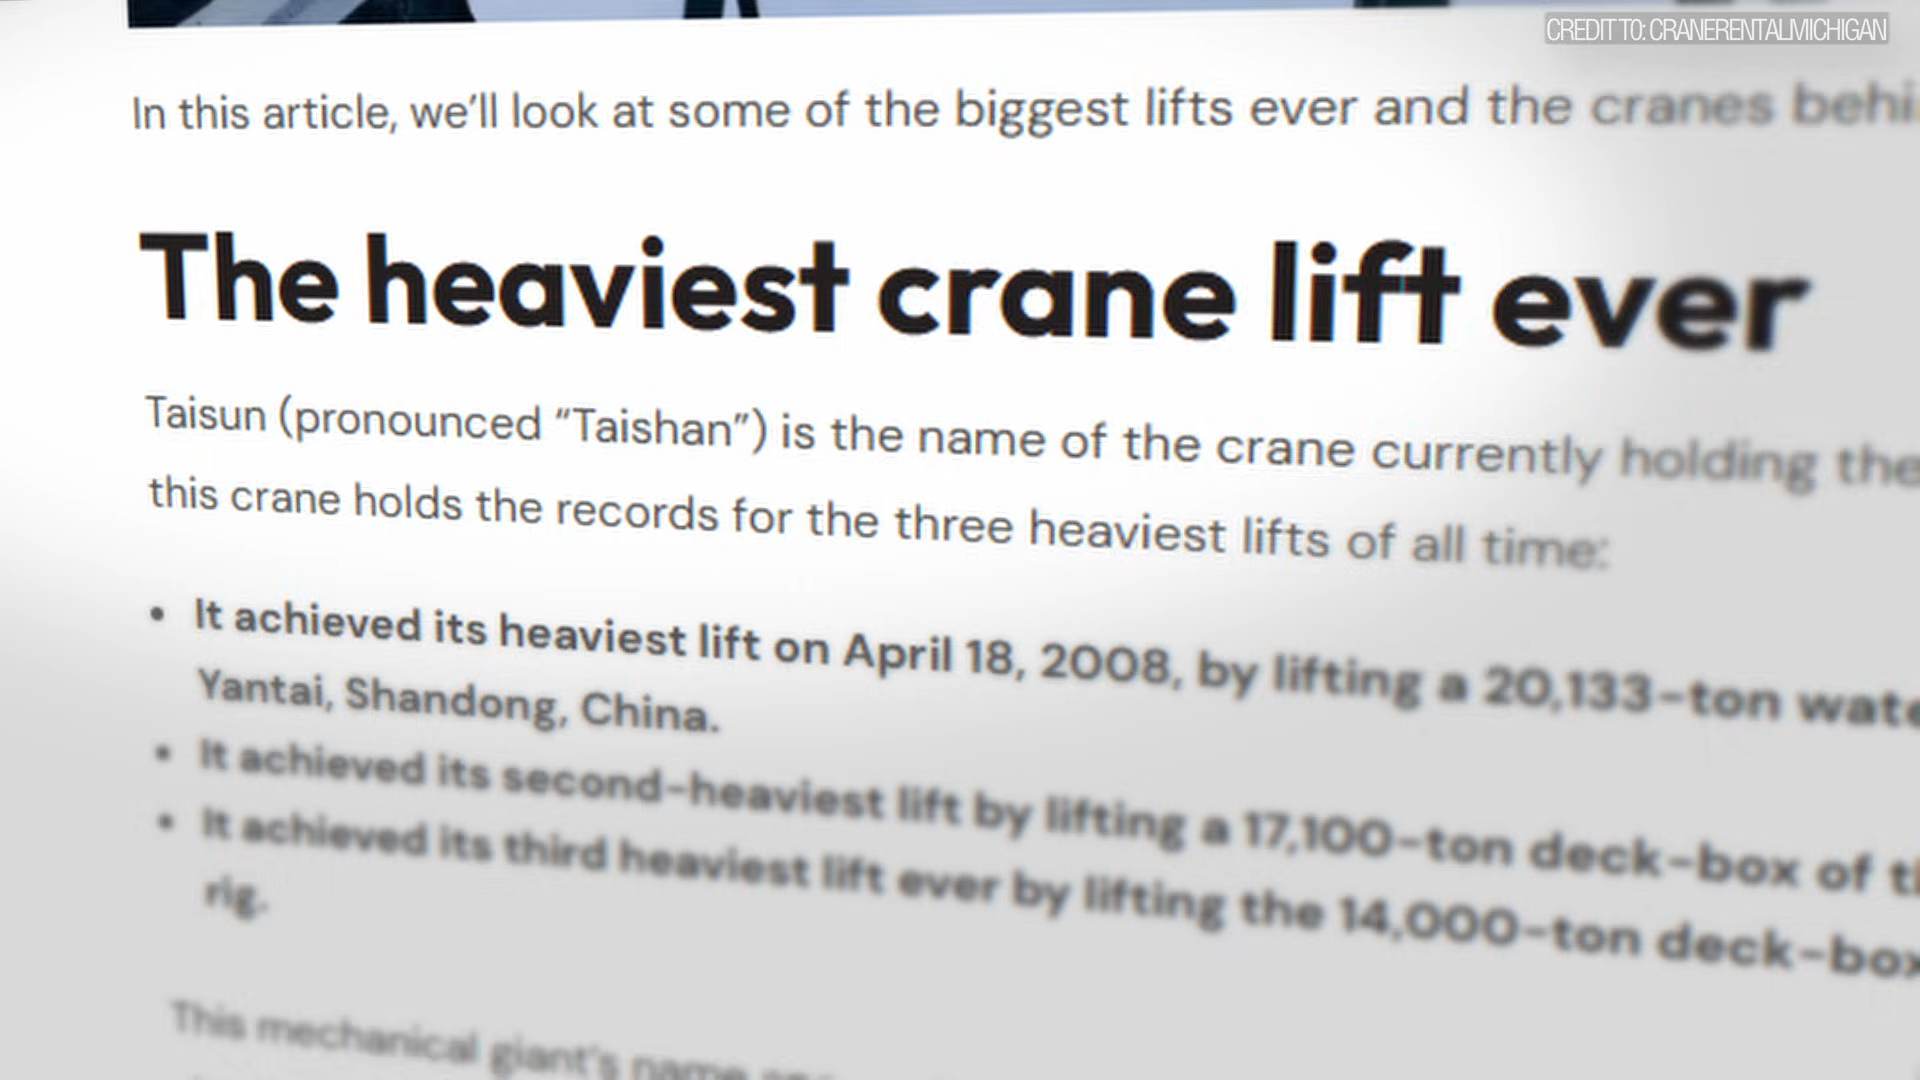 CREDIT TO: CRANERENTALMICHIGAN
In this article, we'll look at some of the biggest lifts ever and the cranes behi
The heaviest crane lift ever
Taisun (pronounced “Taishan”) is the name of the crane currently holding the
this crane holds the records for the three heaviest lifts of all time:
• It achieved its heaviest lift on April 18, 2008, by lifting a 20,133-ton wate
Yantai, Shandong, China.
• It achieved its second-heaviest lift by lifting a 17,100-ton deck-box of t
• It achieved its third heaviest lift ever by lifting the 14,000-ton deck-box
rig.
This mechanical giant's name